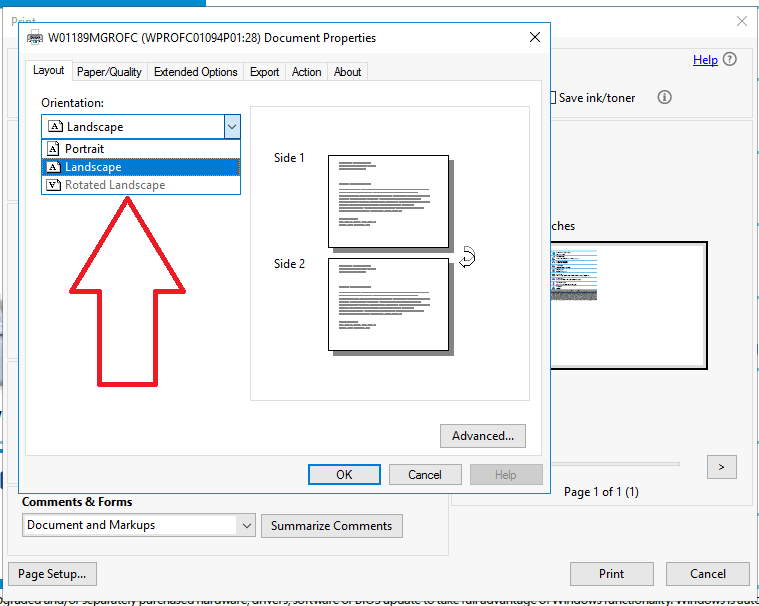 Print
W01189MGROFC (WPROFC01094P01:28) Document Properties
Layout Paper/Quality Extended Options Export Action About
Orientation:
A Landscape
A Portrait
A Landscape
A Rotated Landscape
Side 1
Side 2
Advanced...
OK Cancel Help
Help ?
Save ink/toner
ches
>
Page 1 of 1 (1)
Comments & Forms
Document and Markups
Summarize Comments
Page Setup...
Print Cancel
pgraded and/or separately purchased hardware, drivers, software or BIOS update to take full advantage of Windows functionality. Windows is auto